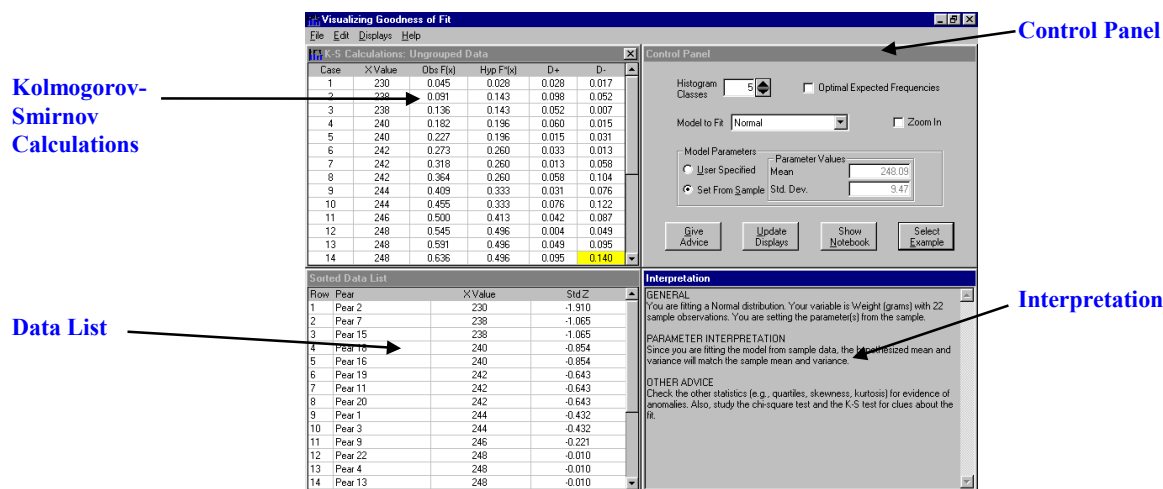 Visualizing Goodness of Fit
File Edit Displays Help
K-S Calculations: Ungrouped Data
Case X Value Obs F(x) Hyp F*(x) D+ D-
1 230 0.045 0.028 0.028 0.017
2 238 0.091 0.143 0.098 0.052
3 238 0.136 0.143 0.052 0.007
4 240 0.182 0.196 0.060 0.015
5 240 0.227 0.196 0.015 0.031
6 242 0.273 0.260 0.033 0.013
7 242 0.318 0.260 0.013 0.058
8 242 0.364 0.260 0.058 0.104
9 244 0.409 0.333 0.031 0.076
10 244 0.455 0.333 0.076 0.122
11 246 0.500 0.413 0.042 0.087
12 248 0.545 0.496 0.004 0.049
13 248 0.591 0.496 0.049 0.095
14 248 0.636 0.496 0.095 0.140
Kolmogorov-
Smirnov
Calculations
Control Panel
Histogram
Classes
5
Optimal Expected Frequencies
Model to Fit Normal
Zoom In
Model Parameters
User Specified
Set From Sample
Parameter Values
Mean 248.09
Std. Dev. 9.47
Give
Advice
Update
Displays
Show
Notebook
Select
Example
Control Panel
Sorted Data List
Row Pear X Value Std Z
1 Pear 2 230 -1.910
2 Pear 7 238 -1.065
3 Pear 15 238 -1.065
4 Pear 18 240 -0.854
5 Pear 16 240 -0.854
6 Pear 19 242 -0.643
7 Pear 11 242 -0.643
8 Pear 20 242 -0.643
9 Pear 1 244 -0.432
10 Pear 3 244 -0.432
11 Pear 9 246 -0.221
12 Pear 22 248 -0.010
13 Pear 4 248 -0.010
14 Pear 13 248 -0.010
Data List
Interpretation
GENERAL
You are fitting a Normal distribution. Your variable is Weight (grams) with 22
sample observations. You are setting the parameter(s) from the sample.
PARAMETER INTERPRETATION
Since you are fitting the model from sample data, the hypothesized mean and
variance will match the sample mean and variance.
OTHER ADVICE
Check the other statistics (e.g., quartiles, skewness, kurtosis) for evidence of
anomalies. Also, study the chi-square test and the K-S test for clues about the
fit.
Interpretation